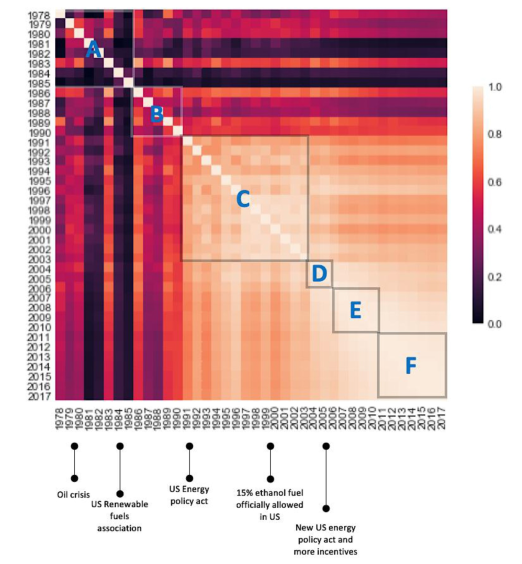 1978
1979
1980
1981
1982
1983
1984
1985
1986
1987
1988
1989
1990
1991
1992
1993
1994
1995
1996
1997
1998
1999
2000
2001
2002
2003
2004
2005
2006
2007
2008
2009
2010
2011
2012
2013
2014
2015
2016
2017
A
B
C
D
E
F
1.0
0.8
0.6
0.4
0.2
0.0
1978 1979 1980 1981 1982 1983 1984 1985 1986 1987 1988 1989 1990 1991 1992 1993 1994 1995 1996 1997 1998 1999 2000 2001 2002 2003 2004 2005 2006 2007 2008 2009 2010 2011 2012 2013 2014 2015 2016 2017
Oil crisis
US Renewable
fuels
association
US Energy
policy act
15% ethanol fuel
officially allowed
in US
New US energy
policy act and
more incentives